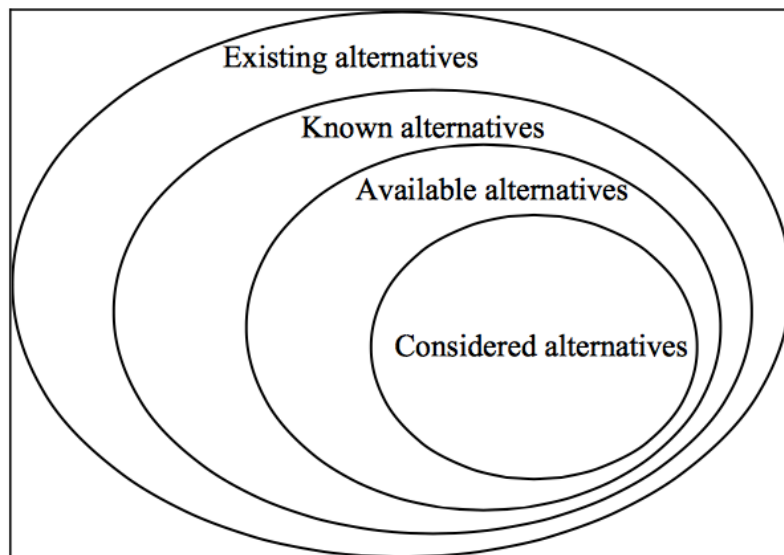 Existing alternatives
Known alternatives
Available alternatives
Considered alternatives